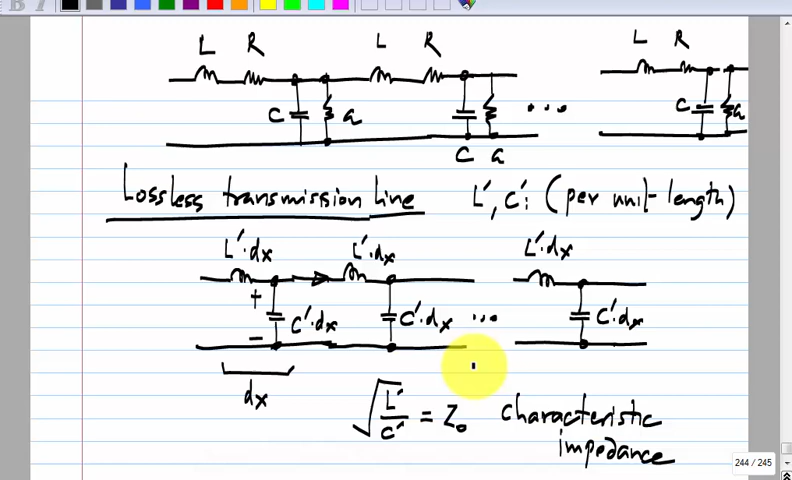 L R L R L R
C a C a
C a
Lossless transmission Line L', C': (per unit-length)
L'·dx L'·dx L'·dx
+
C'·dx C'·dx ... C'·dx
−
dx
√(L'/C') = Z₀ characteristic
impedance
244 / 245